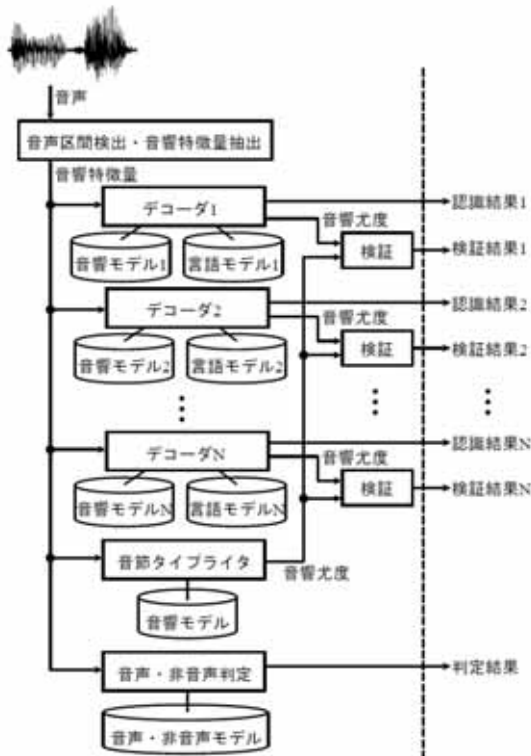 音声
音声区間検出・音響特徴量抽出
音響特徴量
デコーダ1
認識結果1
音響尤度
音響モデル1
言語モデル1
検証
検証結果1
デコーダ2
認識結果2
音響尤度
音響モデル2
言語モデル2
検証
検証結果2
デコーダN
認識結果N
音響尤度
音響モデルN
言語モデルN
検証
検証結果N
音節タイプライタ
音響尤度
音響モデル
音声・非音声判定
判定結果
音声・非音声モデル